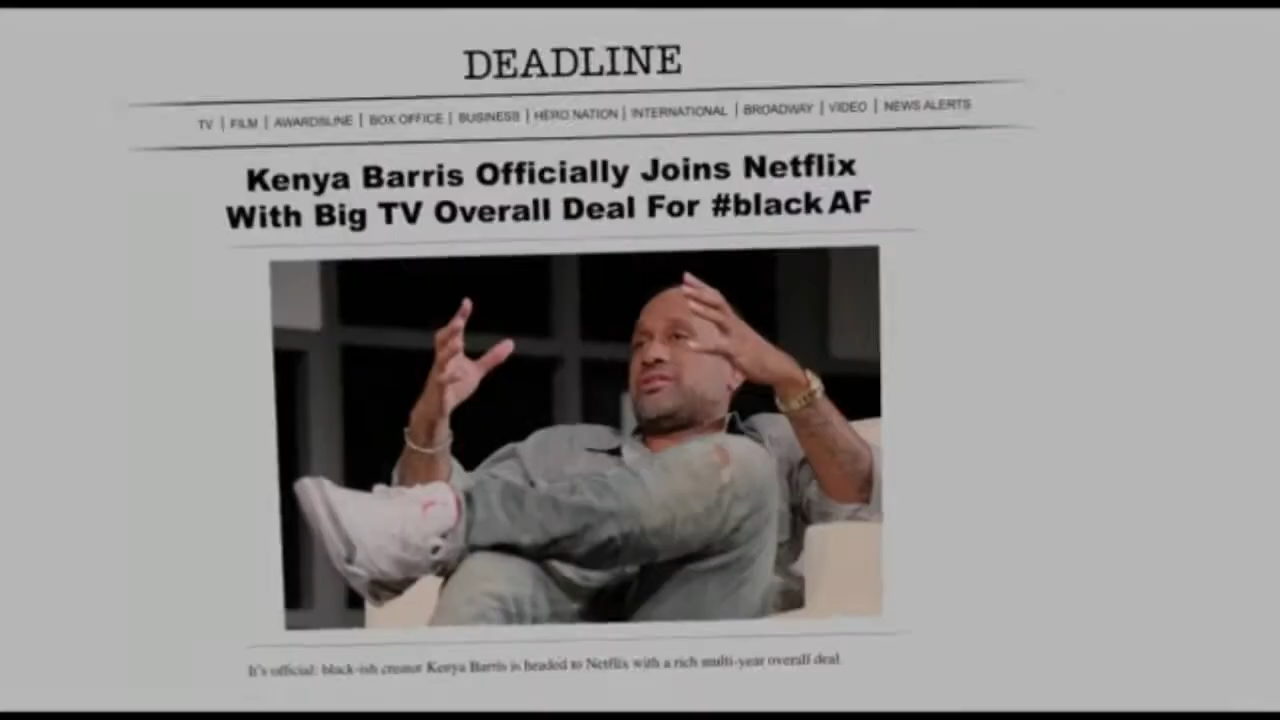 DEADLINE
TV | FILM | AWARDSLINE | BOX OFFICE | BUSINESS | HERO NATION | INTERNATIONAL | BROADWAY | VIDEO | NEWS ALERTS
Kenya Barris Officially Joins Netflix
With Big TV Overall Deal For #blackAF
It's official: black-ish creator Kenya Barris is headed to Netflix with a rich multi-year overall deal